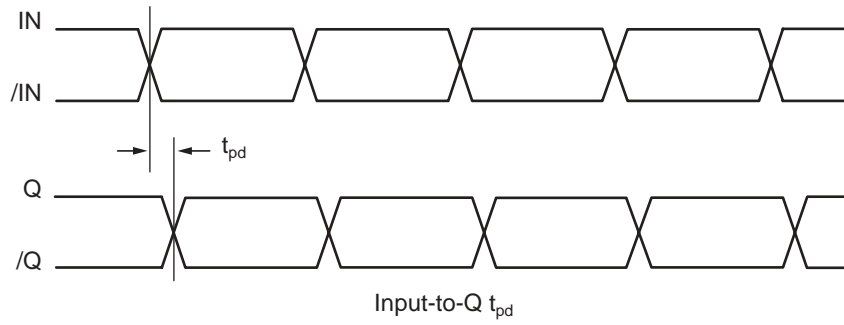 IN
/IN
tpd
Q
/Q
Input-to-Q tpd